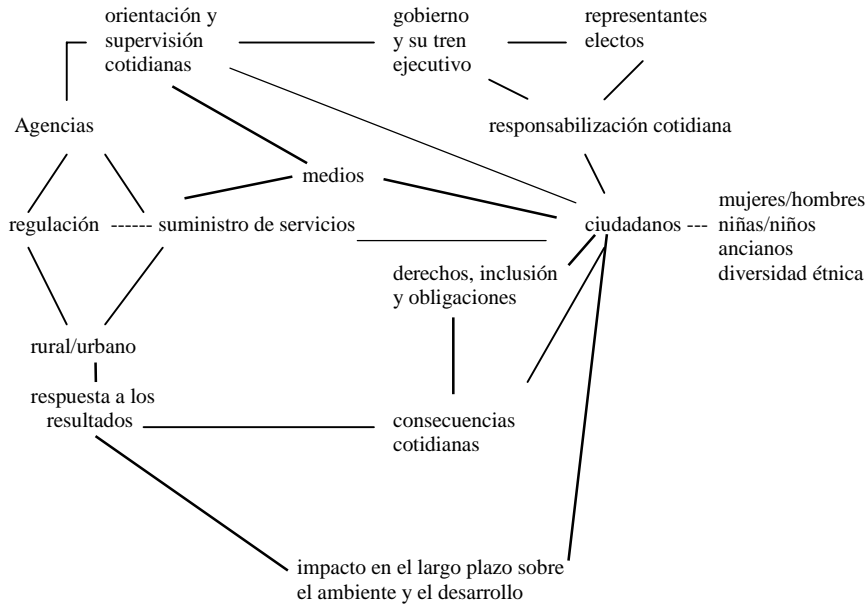 orientación y
supervisión
cotidianas
gobierno
y su tren
ejecutivo
representantes
electos
Agencias
responsabilización cotidiana
medios
regulación ------ suministro de servicios
ciudadanos ---
mujeres/hombres
niñas/niños
ancianos
diversidad étnica
derechos, inclusión
y obligaciones
rural/urbano
respuesta a los
resultados
consecuencias
cotidianas
impacto en el largo plazo sobre
el ambiente y el desarrollo